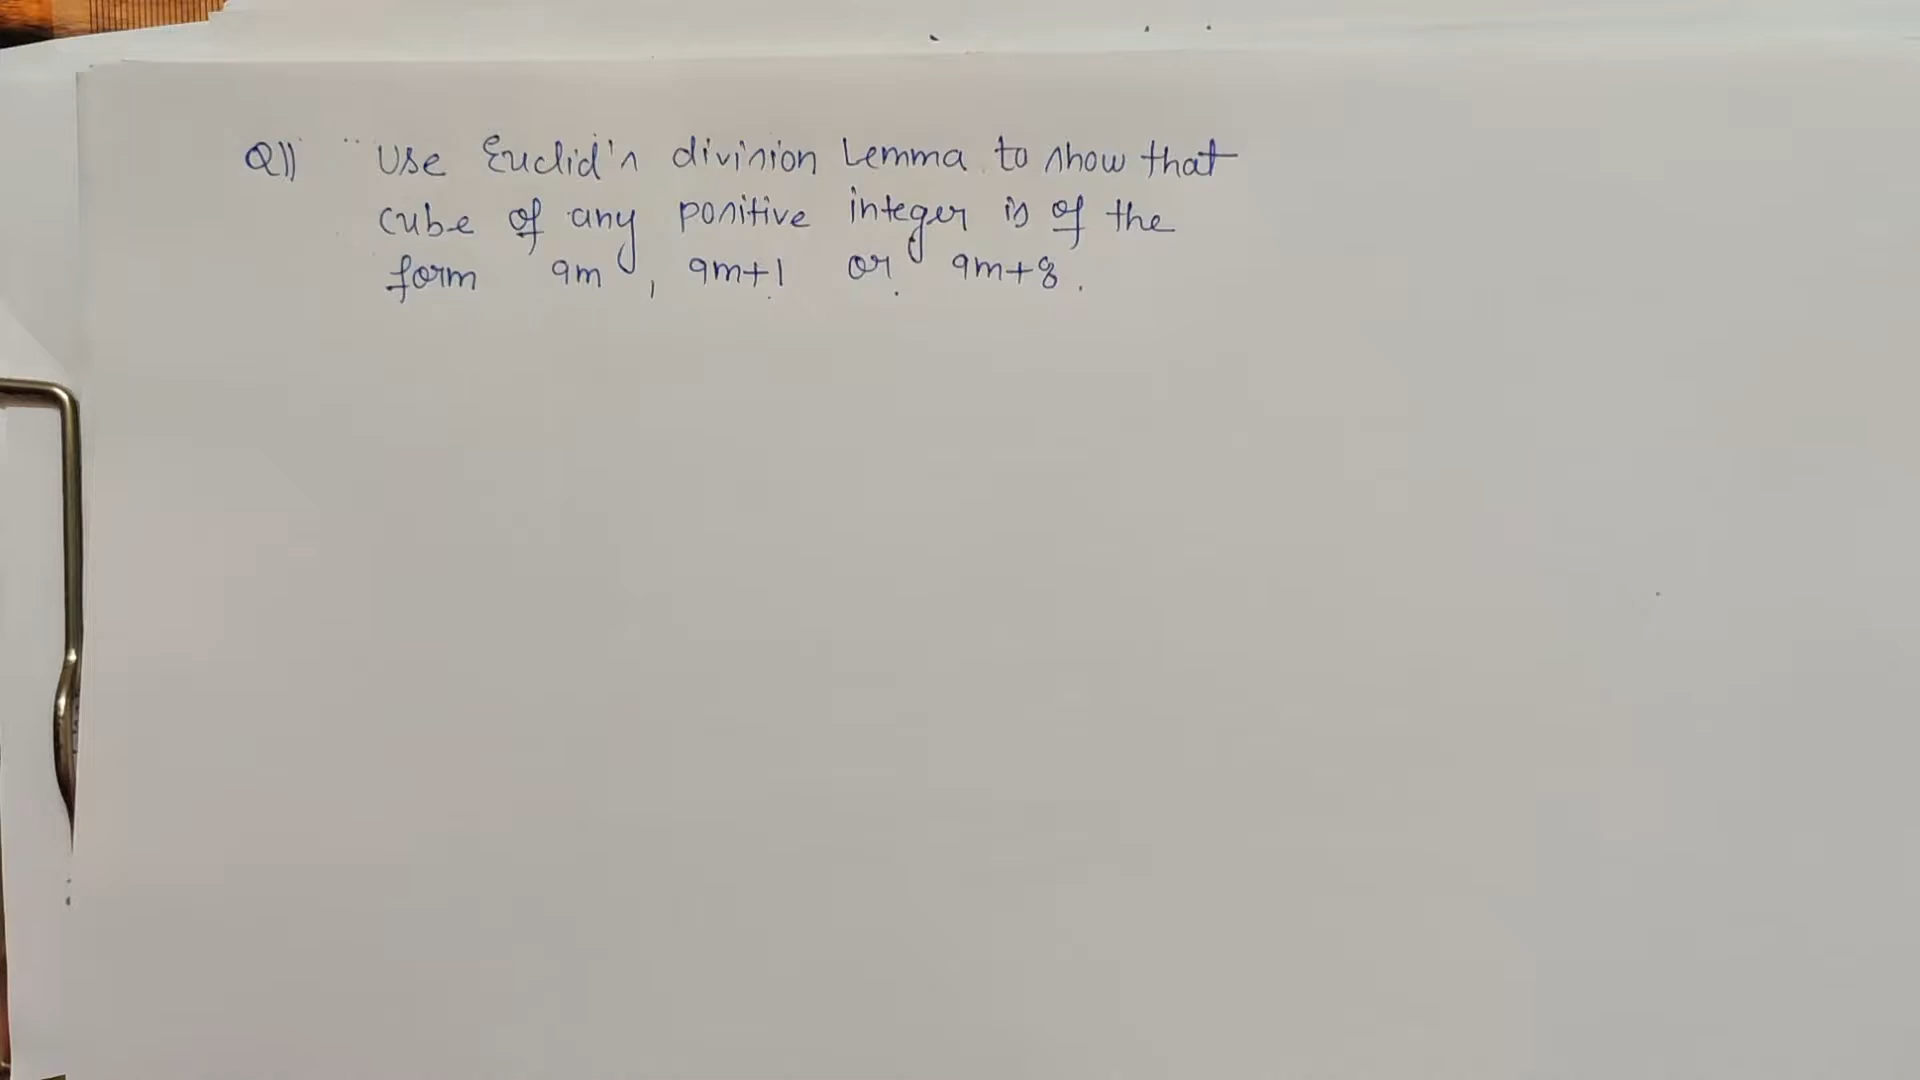 Q1) Use Euclid's division Lemma to show that
cube of any positive integer is of the
form 9m, 9m+1 or 9m+8.